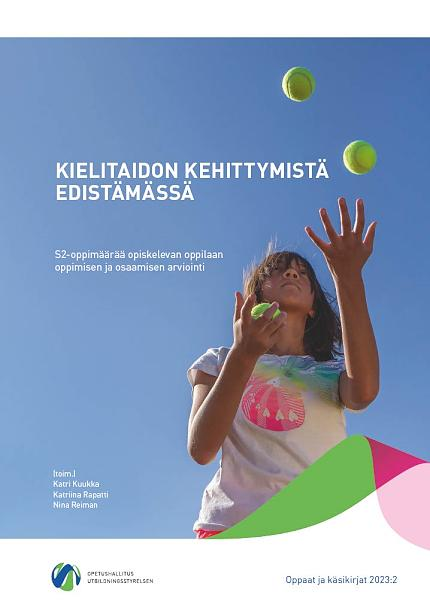 KIELITAIDON KEHITTYMISTÄ
EDISTÄMÄSSÄ
S2-oppimäärää opiskelevan oppilaan
oppimisen ja osaamisen arviointi
(toim.)
Katri Kuukka
Katriina Rapatti
Nina Reiman
OPETUSHALLITUS
UTBILDNINGSSTYRELSEN
Oppaat ja käsikirjat 2023:2